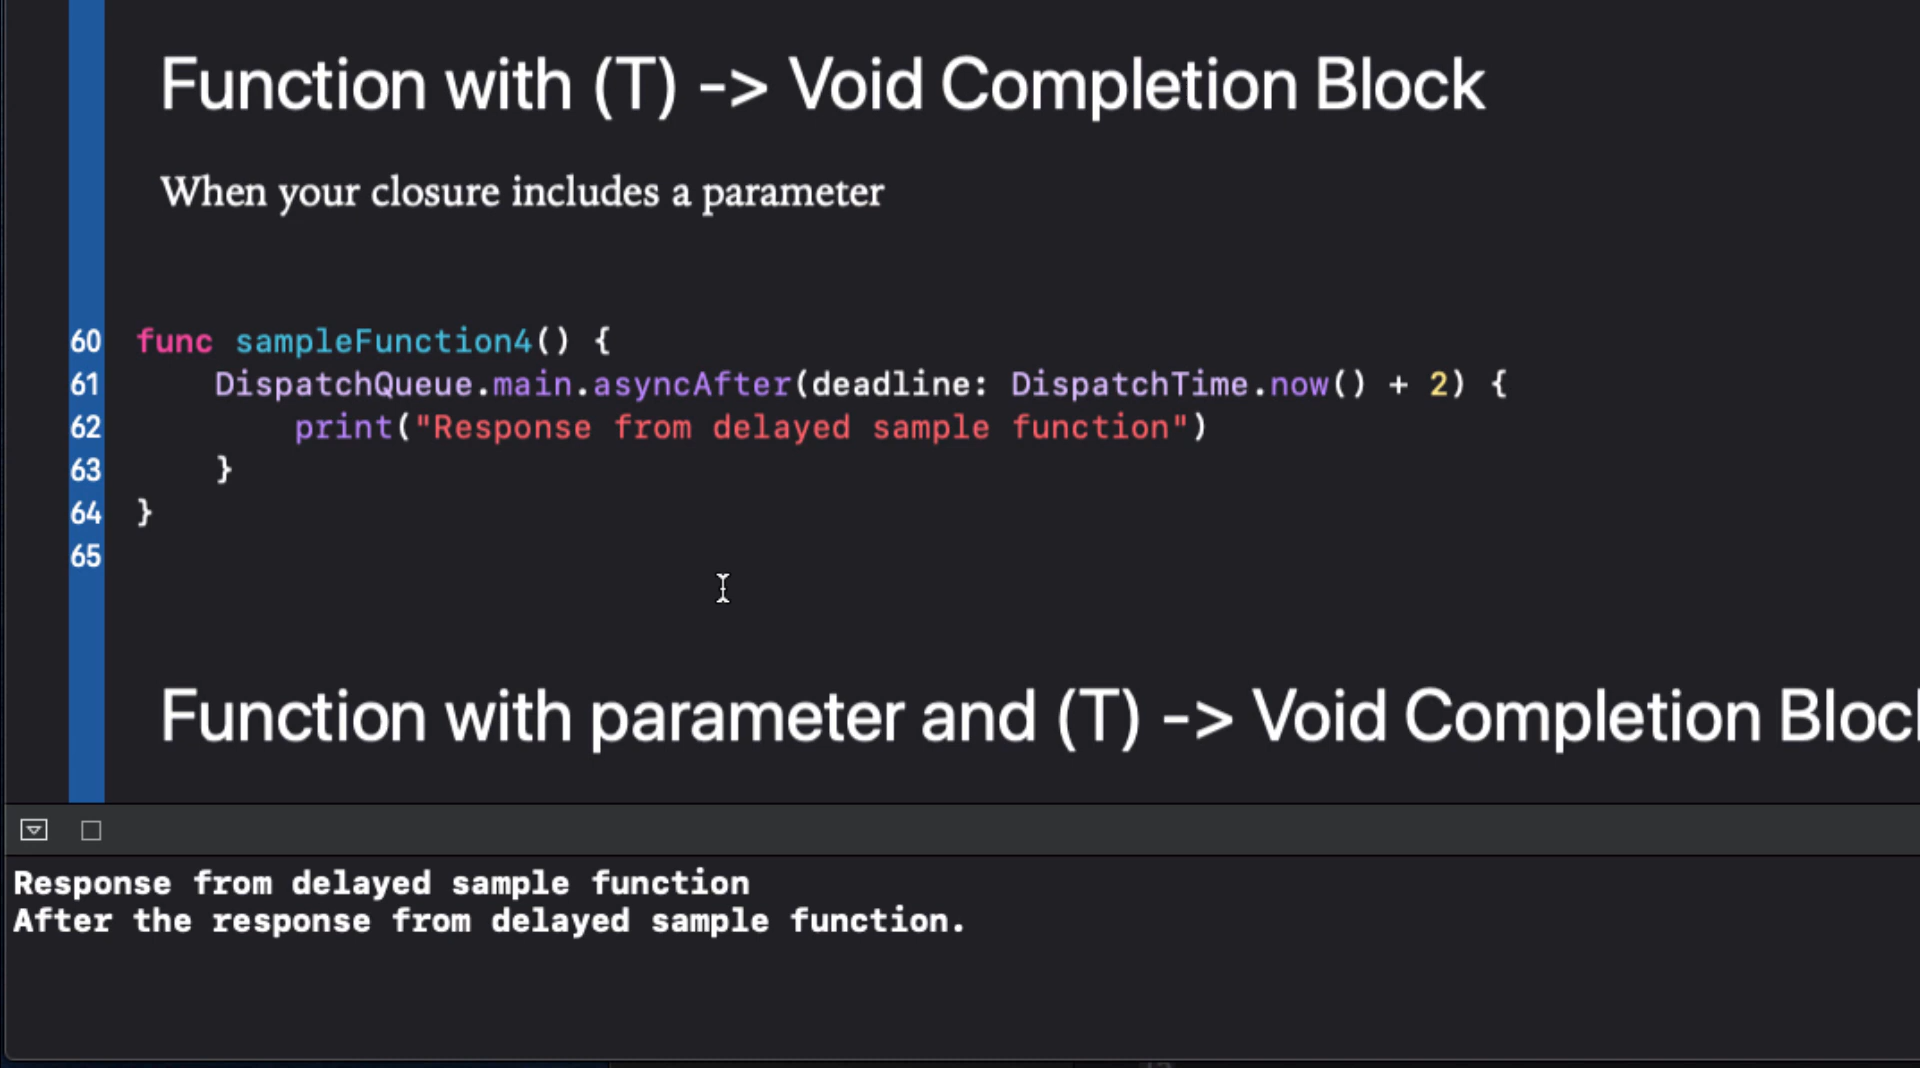 Function with (T) -> Void Completion Block
When your closure includes a parameter
60 func sampleFunction4() {
61     DispatchQueue.main.asyncAfter(deadline: DispatchTime.now() + 2) {
62         print("Response from delayed sample function")
63     }
64 }
65
Function with parameter and (T) -> Void Completion
Response from delayed sample function
After the response from delayed sample function.